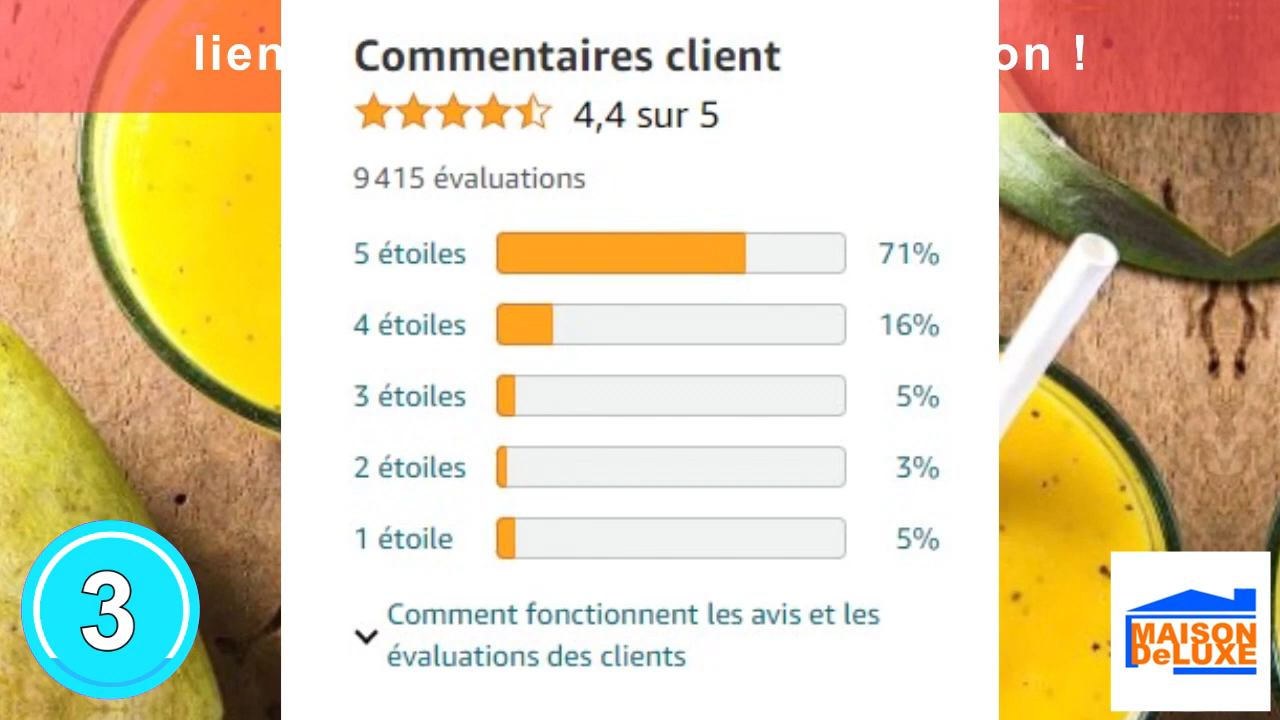 lien
on !
Commentaires client
4,4 sur 5
9 415 évaluations
5 étoiles 71%
4 étoiles 16%
3 étoiles 5%
2 étoiles 3%
1 étoile 5%
Comment fonctionnent les avis et les
évaluations des clients
3
MAISON
DeLUXE